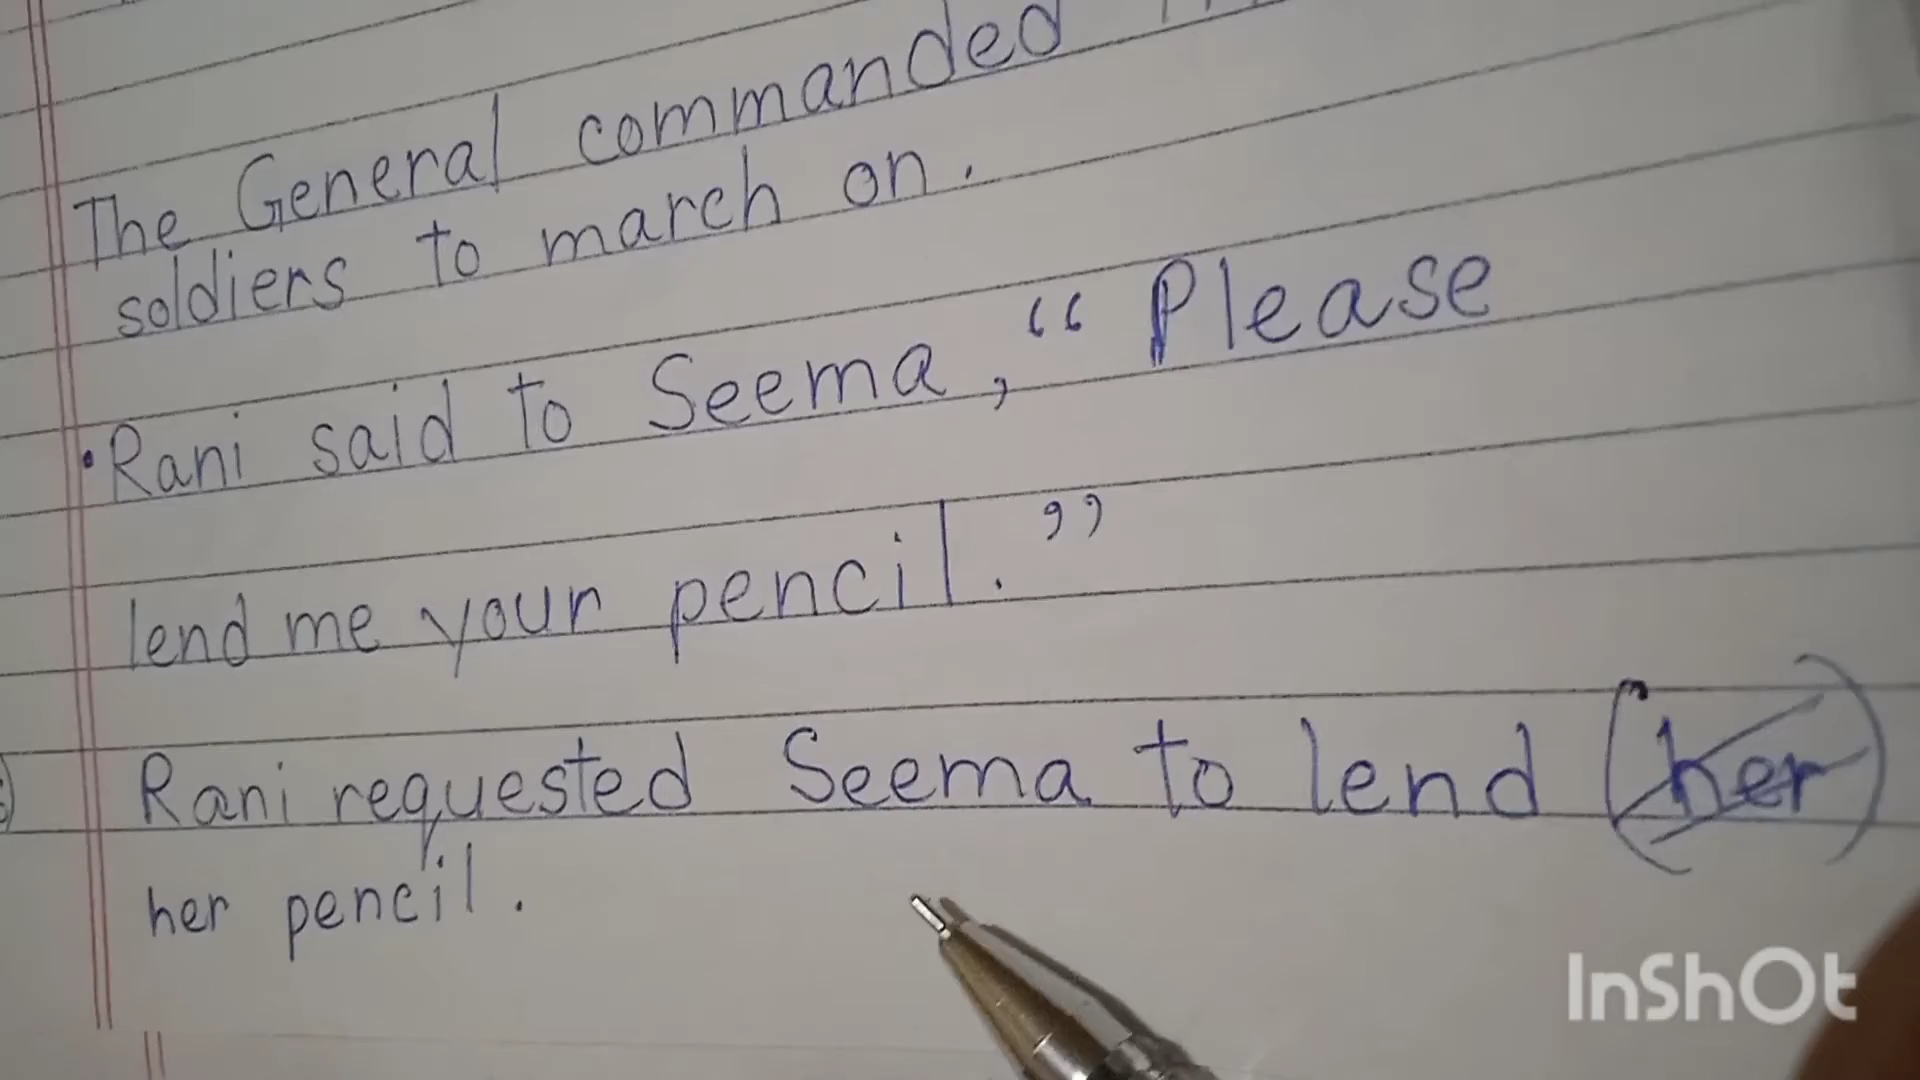 The General commanded
soldiers to march on.
• Rani said to Seema, “Please
lend me your pencil.”
Rani requested Seema to lend (her)
her pencil.
InShOt